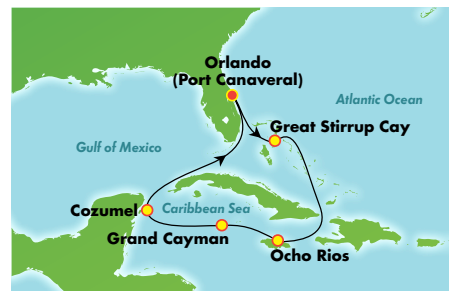 Orlando
(Port Canaveral)
Atlantic Ocean
Great Stirrup Cay
Gulf of Mexico
Cozumel
Caribbean Sea
Grand Cayman
Ocho Rios